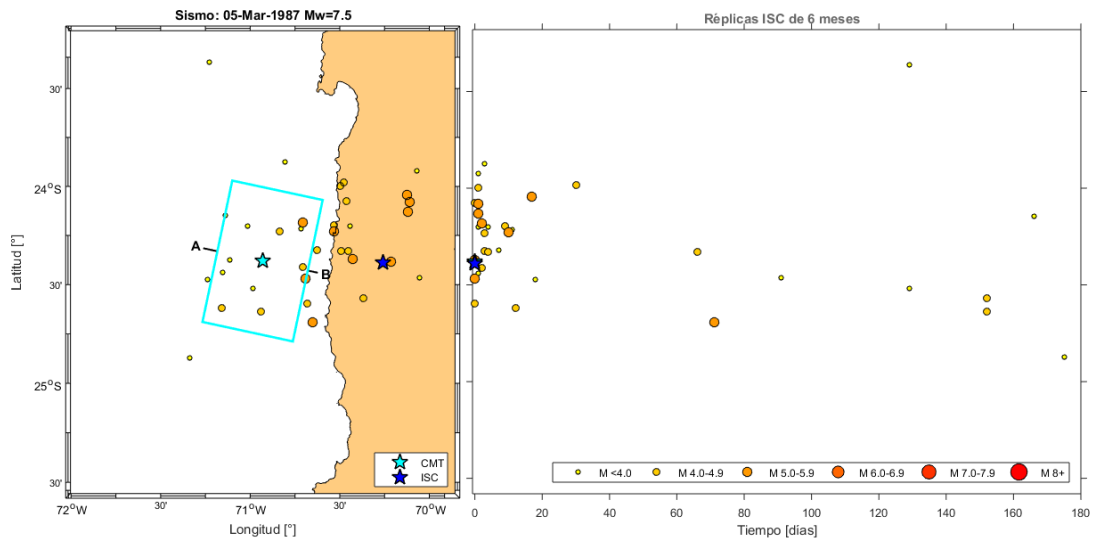 Sismo: 05-Mar-1987 Mw=7.5
Rèplicas ISC de 6 meses
30'
24°S
30'
25°S
30'
72°W
30'
71°W
30'
70°W
Latitud [°]
Longitud [°]
A
B
CMT
ISC
M <4.0
M 4.0-4.9
M 5.0-5.9
M 6.0-6.9
M 7.0-7.9
M 8+
0
20
40
60
80
100
120
140
160
180
Tiempo [dias]